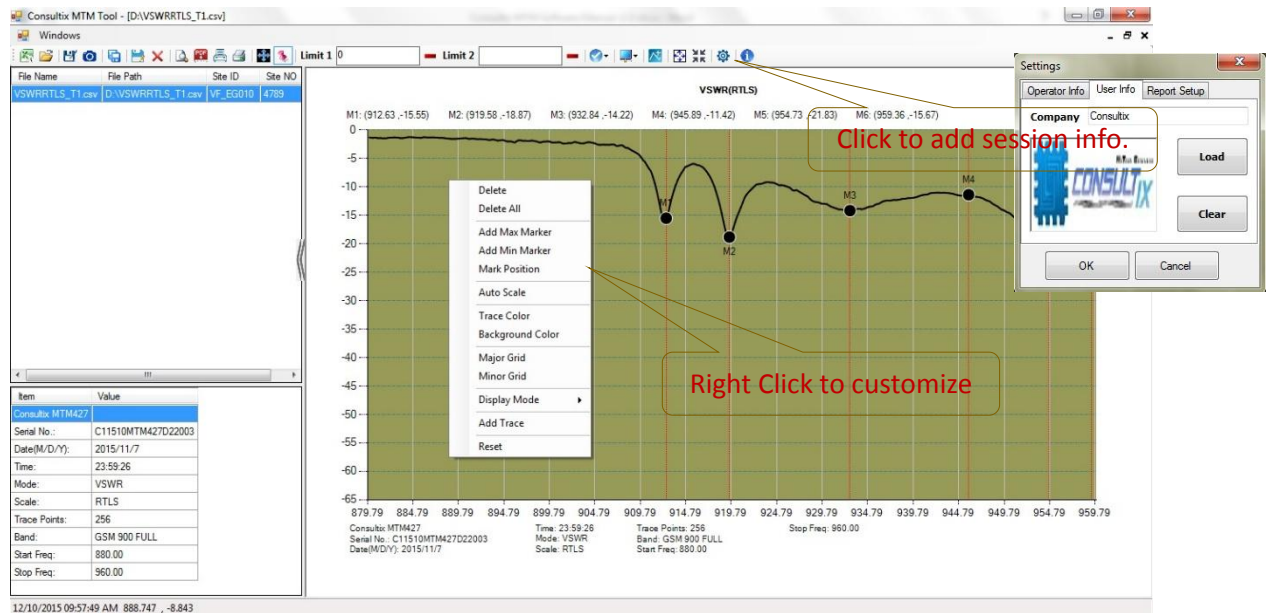 Consultix MTM Tool - [D:\VSWRRTLS_T1.csv]
Windows
Limit 1 0 Limit 2
File Name File Path Site ID Site NO
VSWRRTLS_T1.csv D:\VSWRRTLS_T1.csv VF_EG010 4789
VSWR(RTLS)
M1: (912.63 ,-15.55) M2: (919.58 ,-18.87) M3: (932.84 ,-14.22) M4: (945.89 ,-11.42) M5: (954.73 ,-21.83) M6: (959.36 ,-15.67)
Click to add session info.
Settings
Operator Info User Info Report Setup
Company Consultix
CONSULTIX
Load
Clear
OK Cancel
0
-5
-10
-15
-20
-25
-30
-35
-40
-45
-50
-55
-60
-65
M1
M2
M3
M4
Delete
Delete All
Add Max Marker
Add Min Marker
Mark Position
Auto Scale
Trace Color
Background Color
Major Grid
Minor Grid
Display Mode
Add Trace
Reset
Right Click to customize
879.79 884.79 889.79 894.79 899.79 904.79 909.79 914.79 919.79 924.79 929.79 934.79 939.79 944.79 949.79 954.79 959.79
Consultix MTM427 Time: 23:59:26 Trace Points: 256 Stop Freq: 960.00
Serial No.: C11510MTM427D22003 Mode: VSWR Band: GSM 900 FULL
Date(M/D/Y): 2015/11/7 Scale: RTLS Start Freq: 880.00
Item Value
Consultix MTM427
Serial No.: C11510MTM427D22003
Date(M/D/Y): 2015/11/7
Time: 23:59:26
Mode: VSWR
Scale: RTLS
Trace Points: 256
Band: GSM 900 FULL
Start Freq: 880.00
Stop Freq: 960.00
12/10/2015 09:57:49 AM 888.747 , -8.843